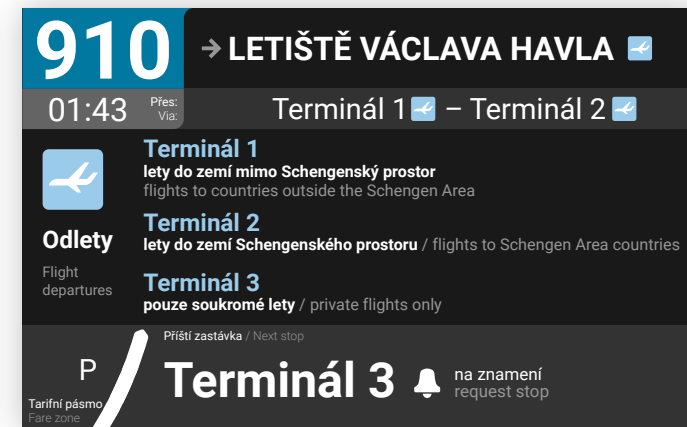 910
→ LETIŠTĚ VÁCLAVA HAVLA
01:43
Přes:
Via:
Terminál 1 – Terminál 2
Odlety
Flight
departures
Terminál 1
lety do zemí mimo Schengenský prostor
flights to countries outside the Schengen Area
Terminál 2
lety do zemí Schengenského prostoru / flights to Schengen Area countries
Terminál 3
pouze soukromé lety / private flights only
P
Tarifní pásmo
Fare zone
Příští zastávka / Next stop
Terminál 3
na znamení
request stop